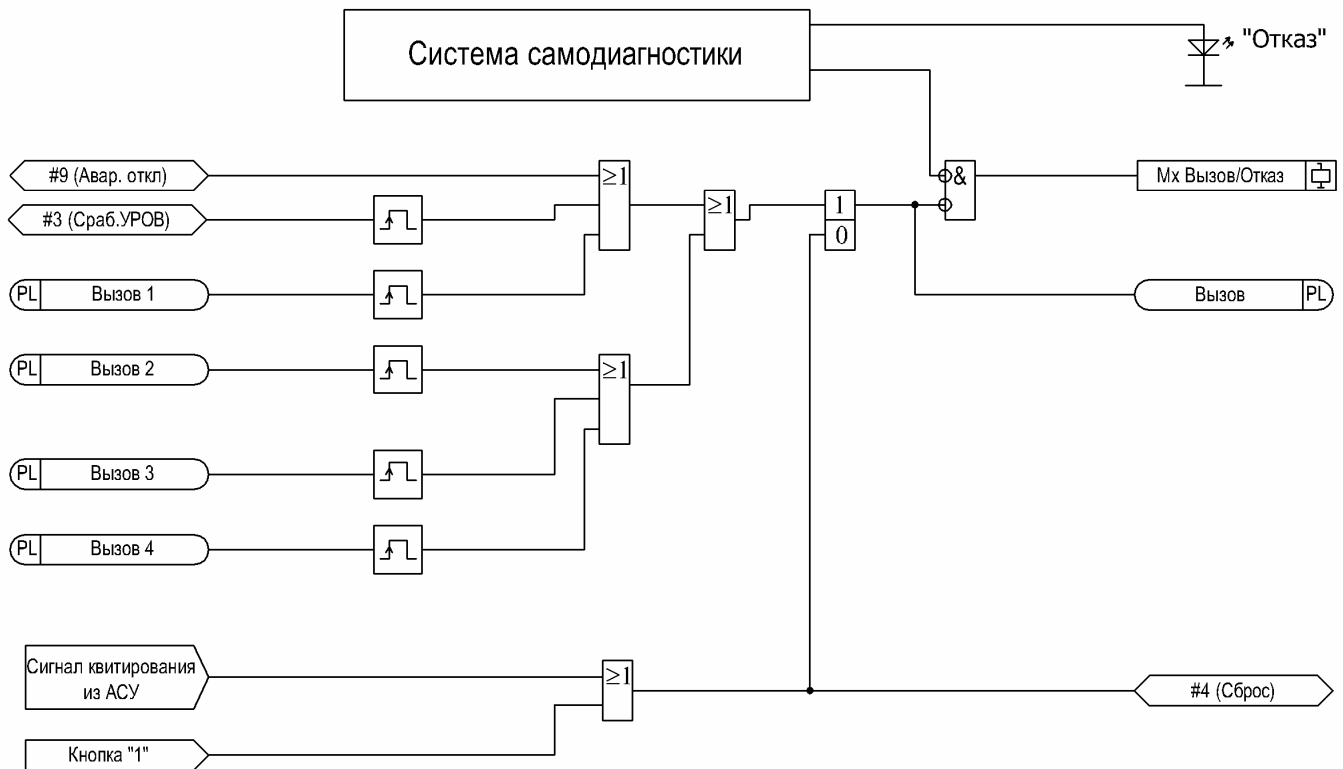 Система самодиагностики
"Отказ"
#9 (Авар. откл)
≥1
&
Мх Вызов/Отказ
#3 (Сраб.УРОВ)
≥1
1
0
PL Вызов 1
Вызов PL
PL Вызов 2
≥1
PL Вызов 3
PL Вызов 4
Сигнал квитирования
из АСУ
≥1
#4 (Сброс)
Кнопка "1"